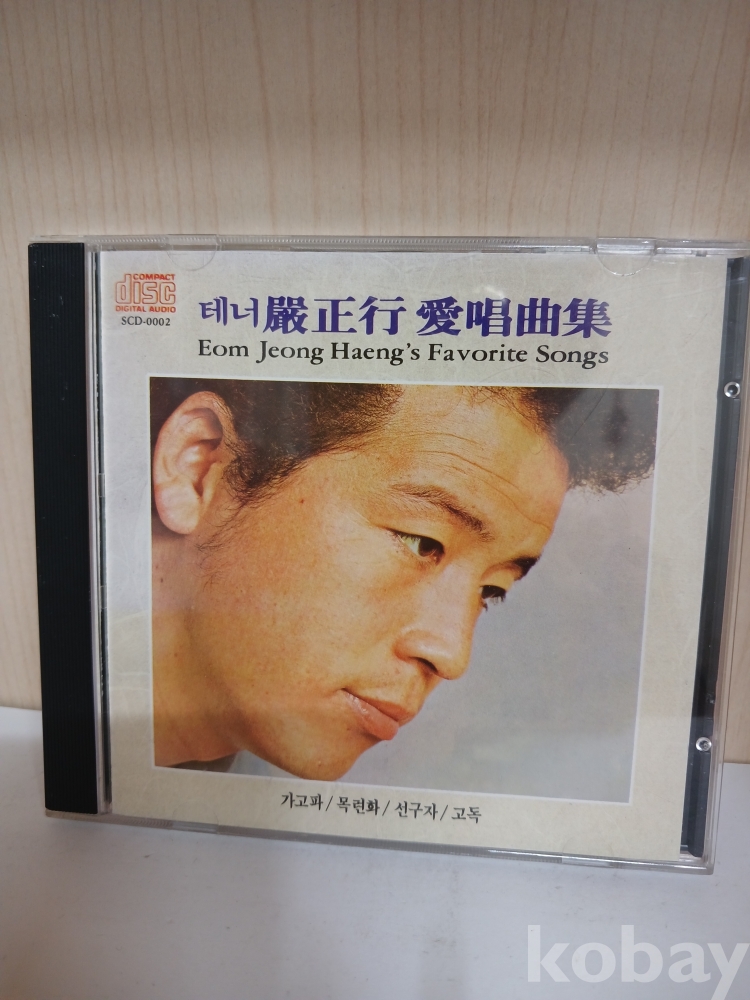 COMPACT
disc
DIGITAL AUDIO
SCD-0002
테너 嚴正行 愛唱曲集
Eom Jeong Haeng's Favorite Songs
가고파/목련화/선구자/고독
kobay